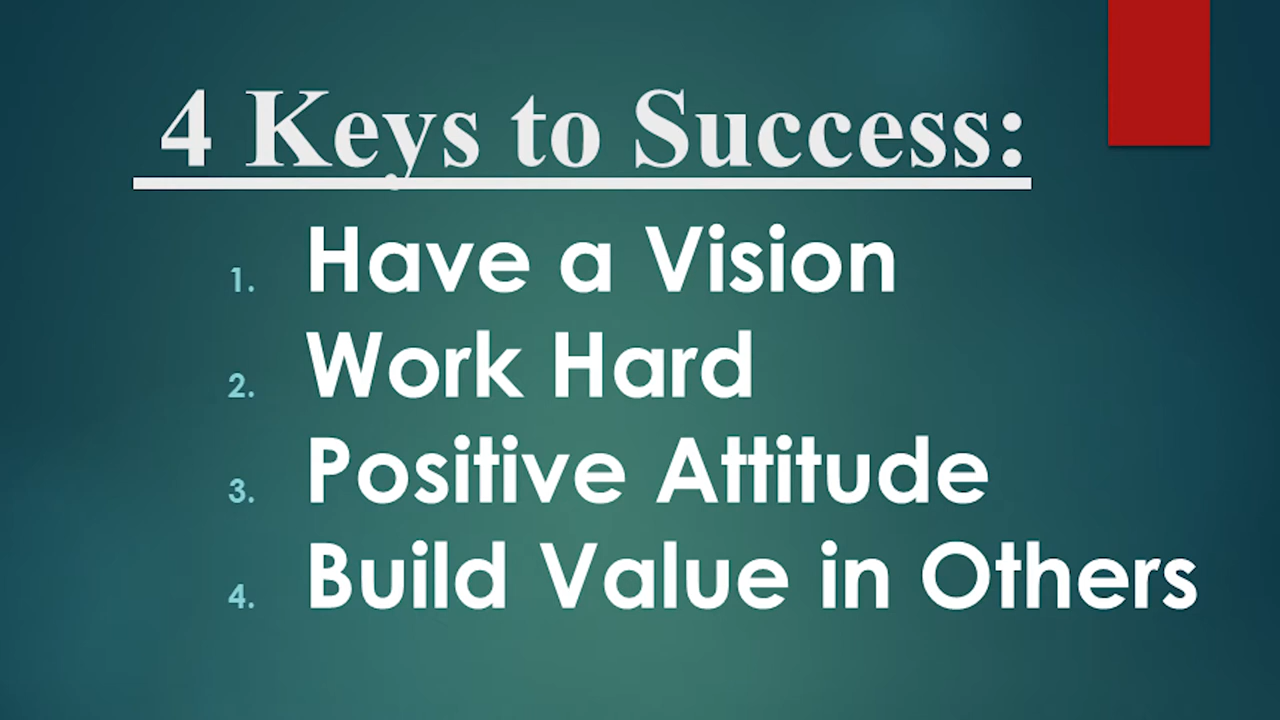 4 Keys to Success:
1. Have a Vision
2. Work Hard
3. Positive Attitude
4. Build Value in Others